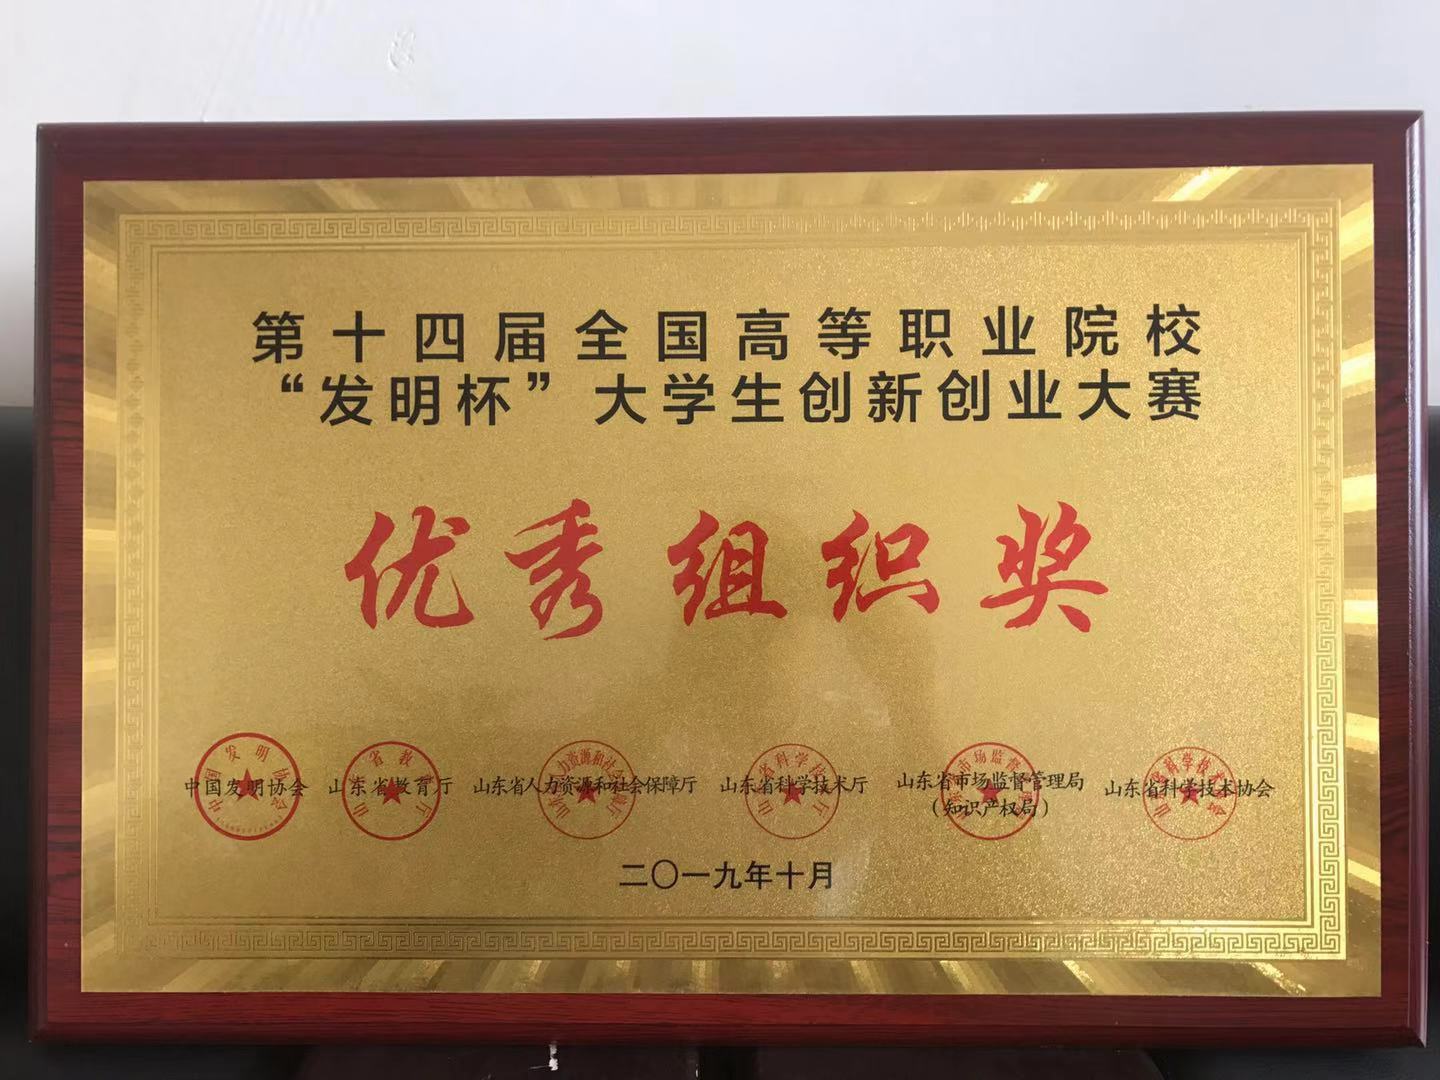 第十四届全国高等职业院校
“发明杯”大学生创新创业大赛
优秀组织奖
中国发明协会 山东省教育厅 山东省人力资源和社会保障厅 山东省科学技术厅 山东省市场监督管理局 山东省科学技术协会
（知识产权局）
二〇一九年十月